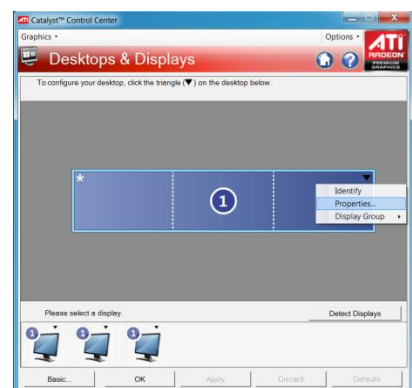 ATI Catalyst™ Control Center
Graphics
Options
ATI
RADEON
PREMIUM
GRAPHICS
Desktops & Displays
To configure your desktop, click the triangle (▼) on the desktop below.
*
1
Identify
Properties...
Display Group
Please select a display.
Detect Displays
1 1 1
Basic... OK Apply Discard Defaults